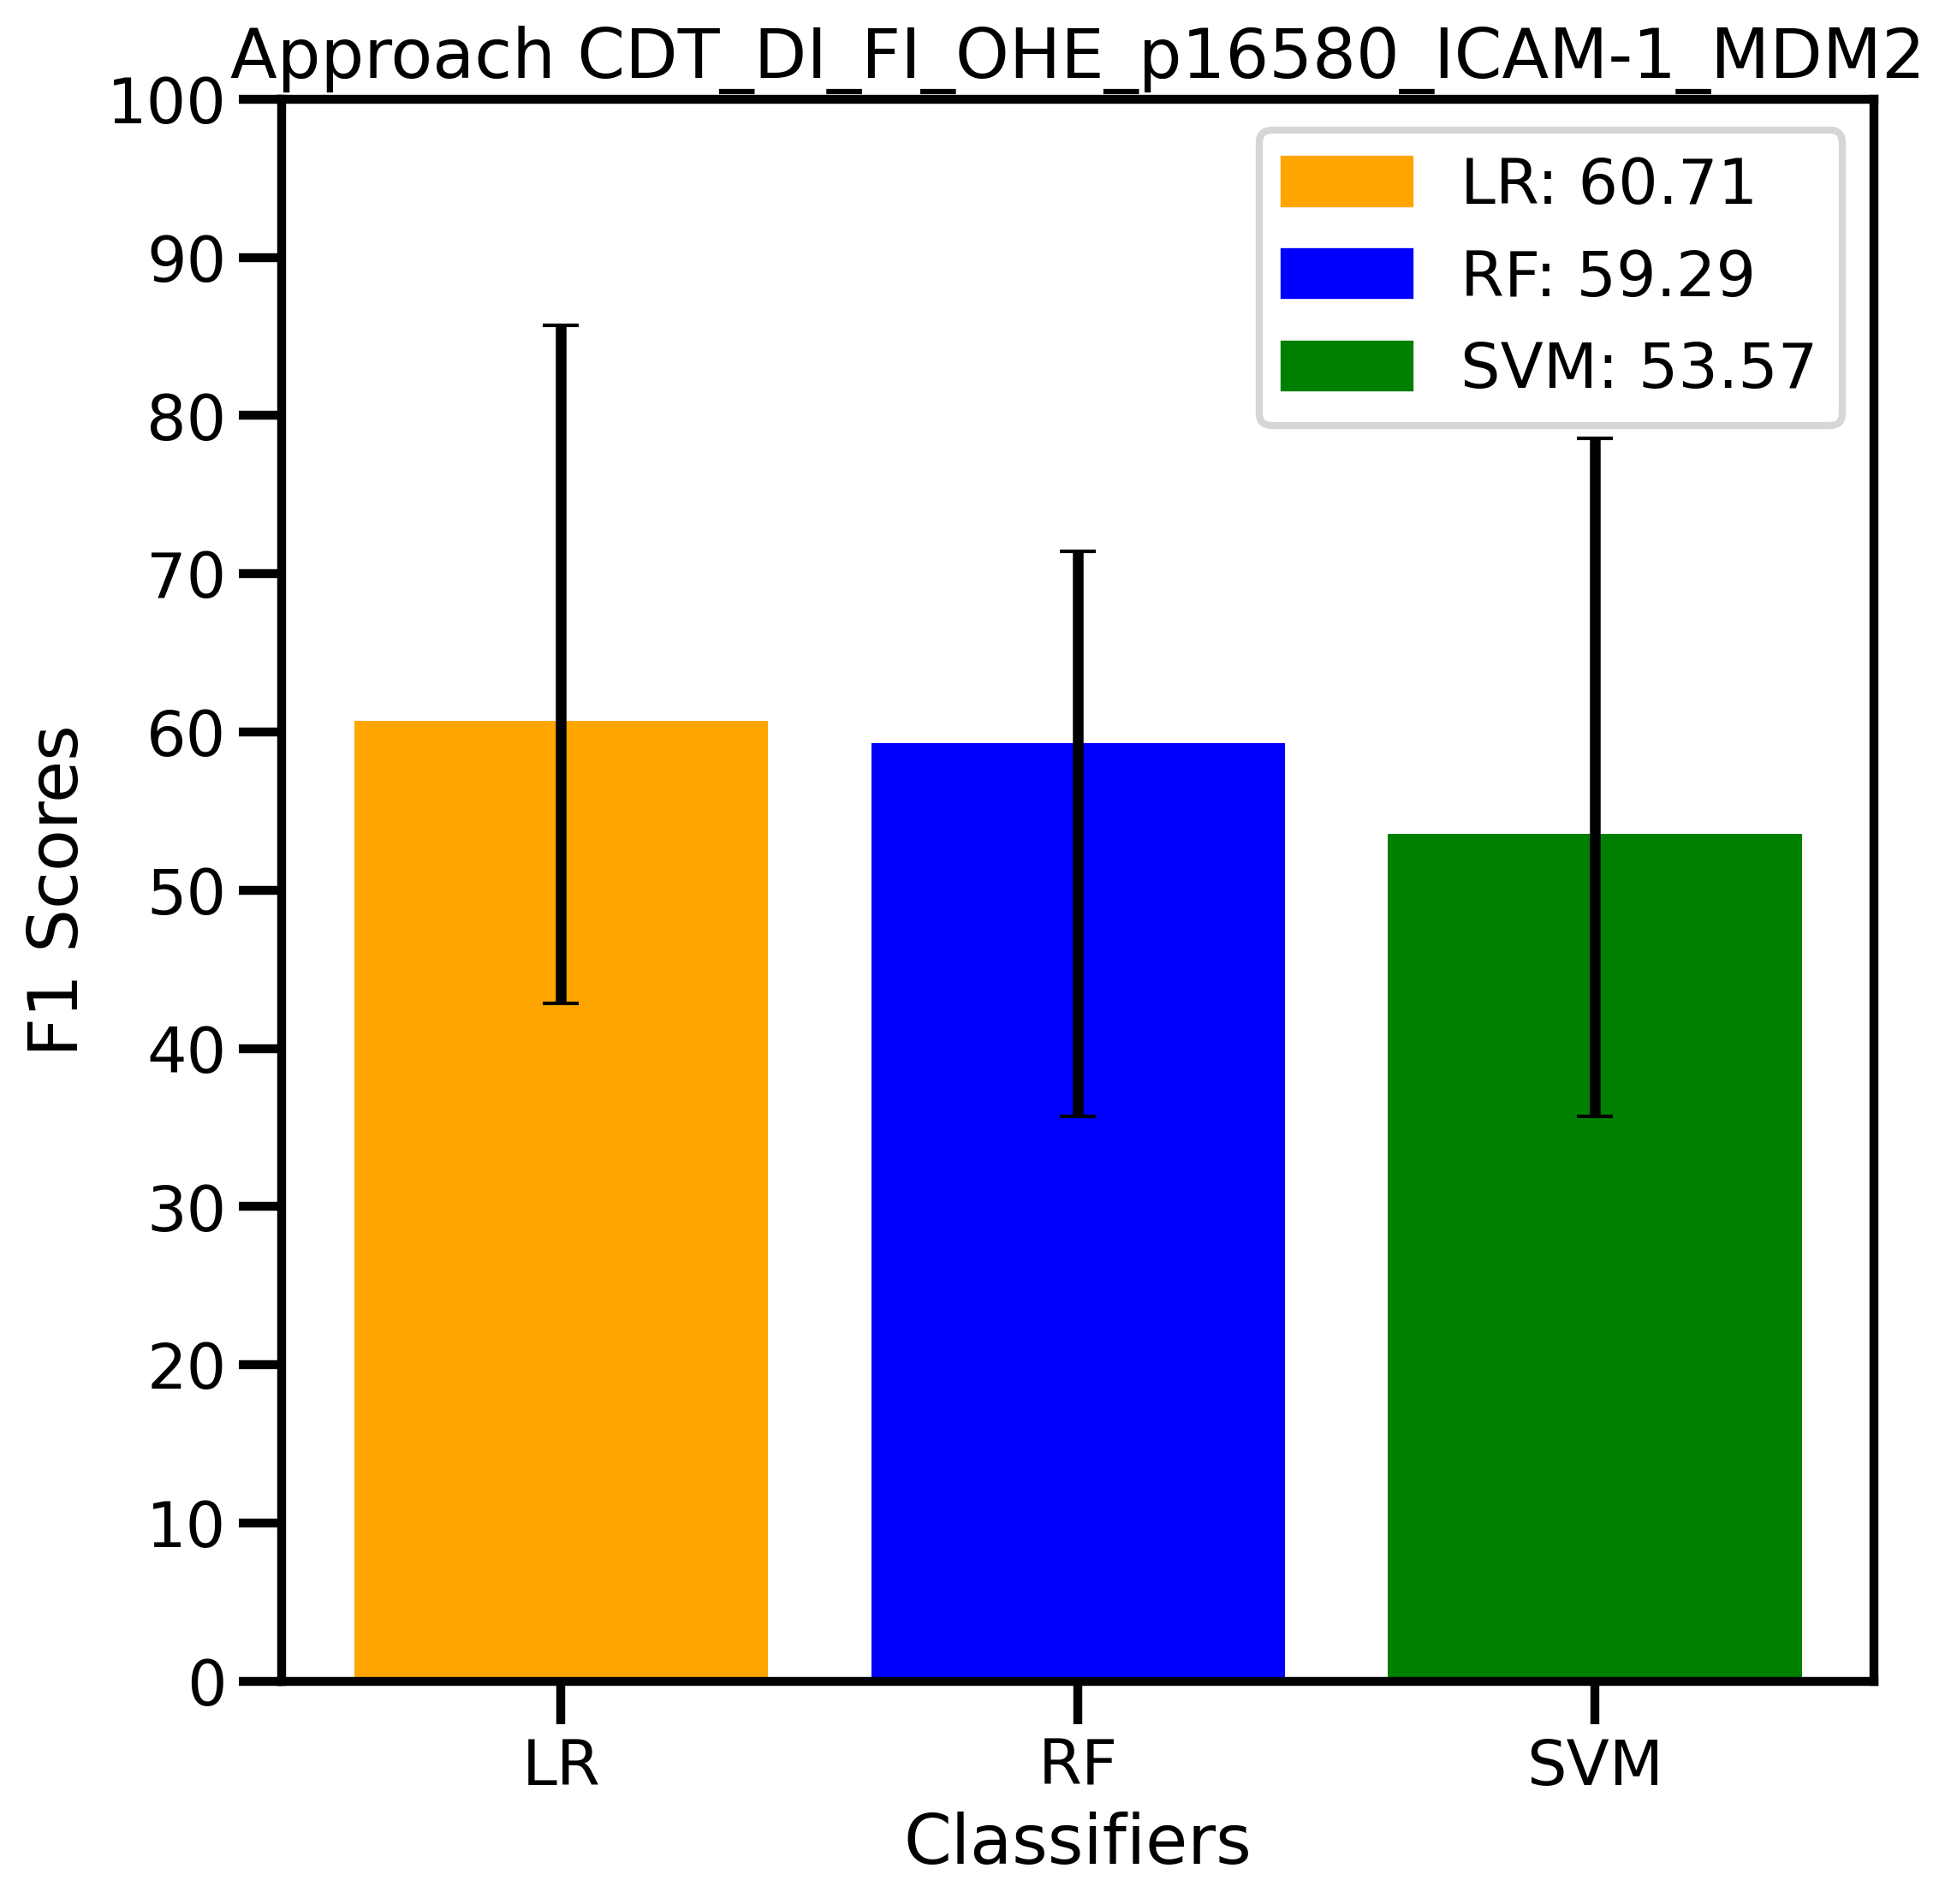 Approach CDT_DI_FI_OHE_p16580_ICAM-1_MDM2
100
90
80
70
60
50
40
30
20
10
0
F1 Scores
LR: 60.71
RF: 59.29
SVM: 53.57
LR
RF
SVM
Classifiers